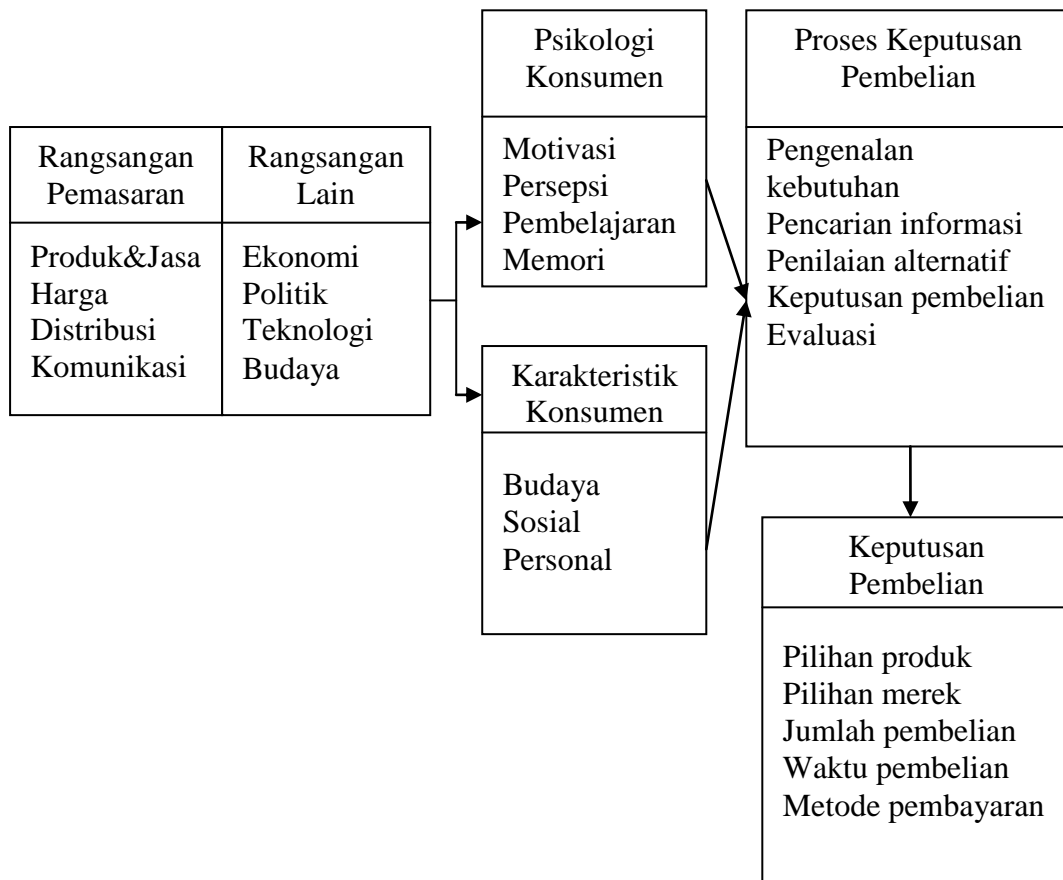 Rangsangan
Pemasaran
Produk&Jasa
Harga
Distribusi
Komunikasi
Rangsangan
Lain
Ekonomi
Politik
Teknologi
Budaya
Psikologi
Konsumen
Motivasi
Persepsi
Pembelajaran
Memori
Karakteristik
Konsumen
Budaya
Sosial
Personal
Proses Keputusan
Pembelian
Pengenalan
kebutuhan
Pencarian informasi
Penilaian alternatif
Keputusan pembelian
Evaluasi
Keputusan
Pembelian
Pilihan produk
Pilihan merek
Jumlah pembelian
Waktu pembelian
Metode pembayaran